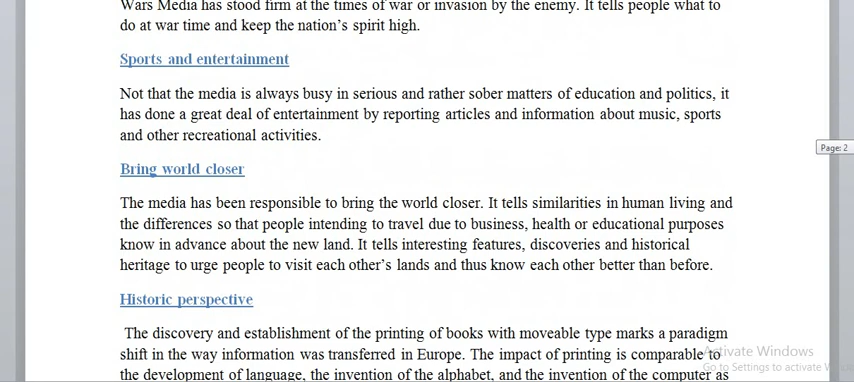 Wars Media has stood firm at the times of war or invasion by the enemy. It tells people what to
do at war time and keep the nation’s spirit high.
Sports and entertainment
Not that the media is always busy in serious and rather sober matters of education and politics, it
has done a great deal of entertainment by reporting articles and information about music, sports
and other recreational activities.
Page: 2
Bring world closer
The media has been responsible to bring the world closer. It tells similarities in human living and
the differences so that people intending to travel due to business, health or educational purposes
know in advance about the new land. It tells interesting features, discoveries and historical
heritage to urge people to visit each other’s lands and thus know each other better than before.
Historic perspective
The discovery and establishment of the printing of books with moveable type marks a paradigm
shift in the way information was transferred in Europe. The impact of printing is comparable to
Activate Windows
Go to Settings to activate
the development of language, the invention of the alphabet, and the invention of the computer as